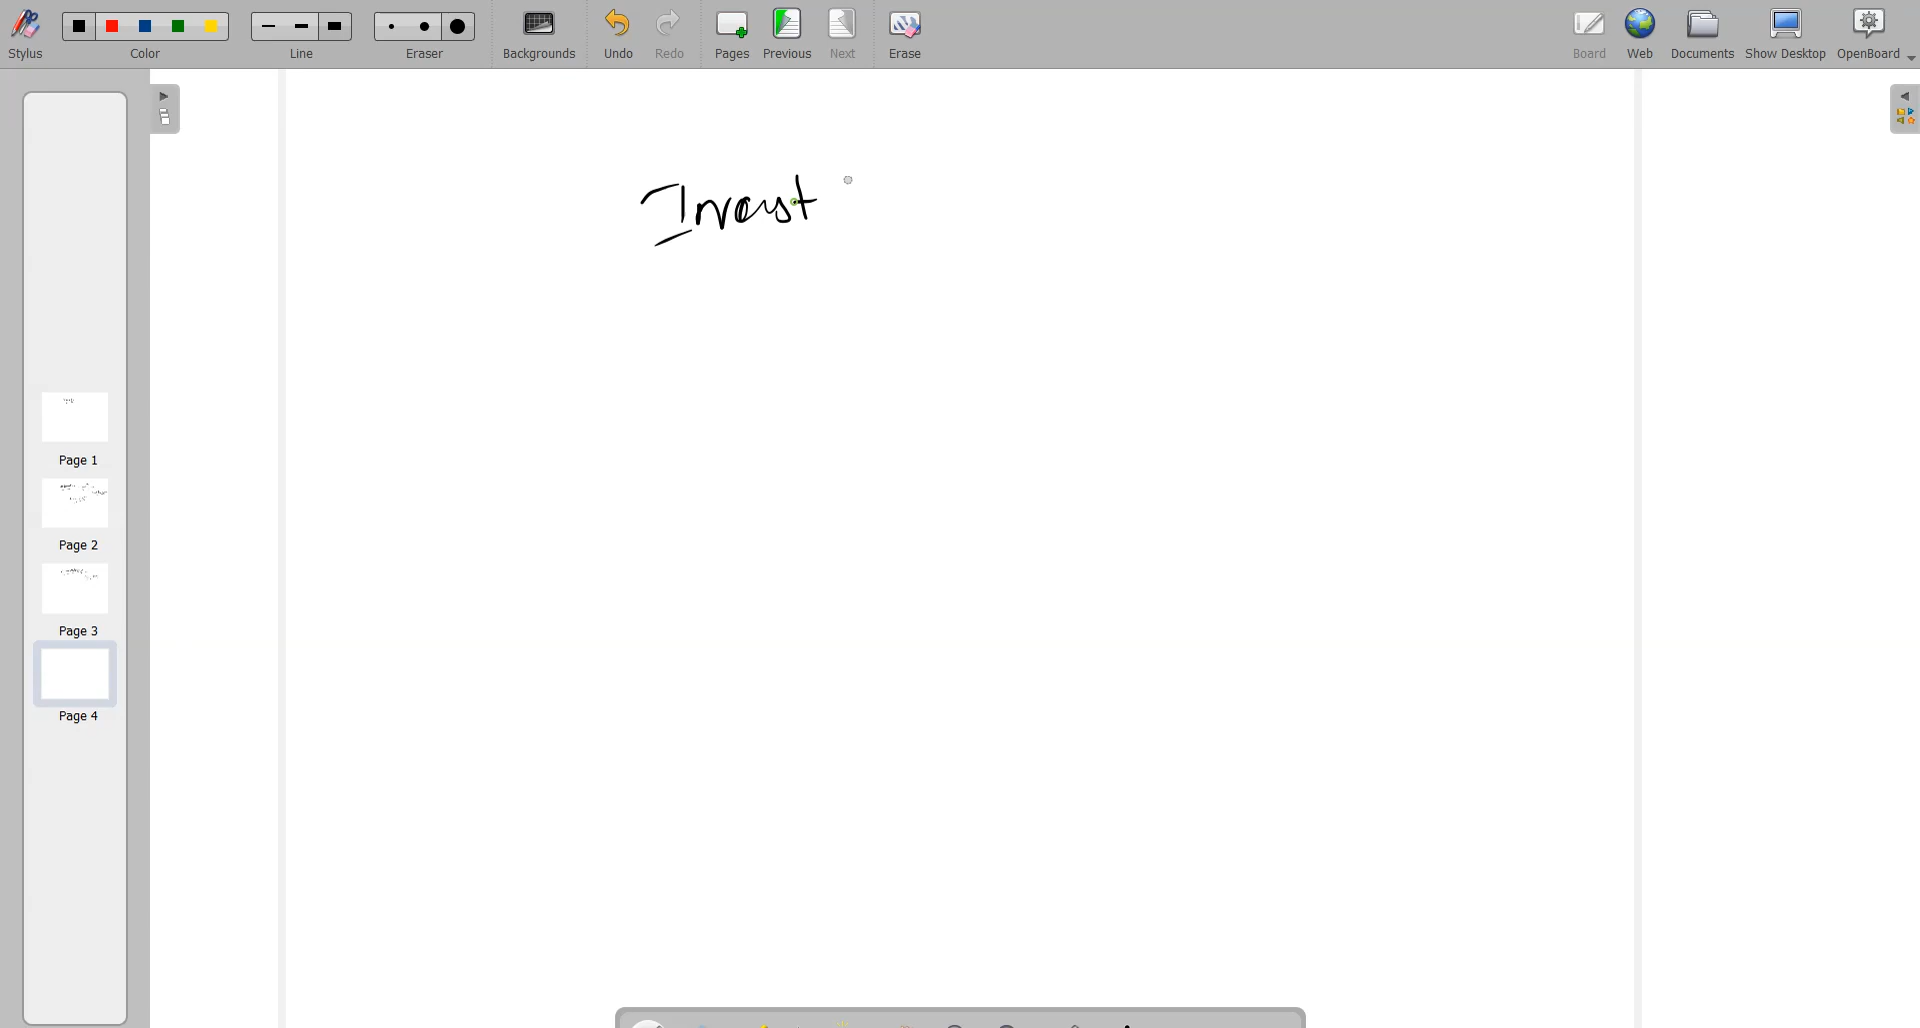 Stylus Color Line Eraser Backgrounds Undo Redo Pages Previous Next Erase Board Web Documents Show Desktop OpenBoard
Invest
Page 1
Page 2
Page 3
Page 4